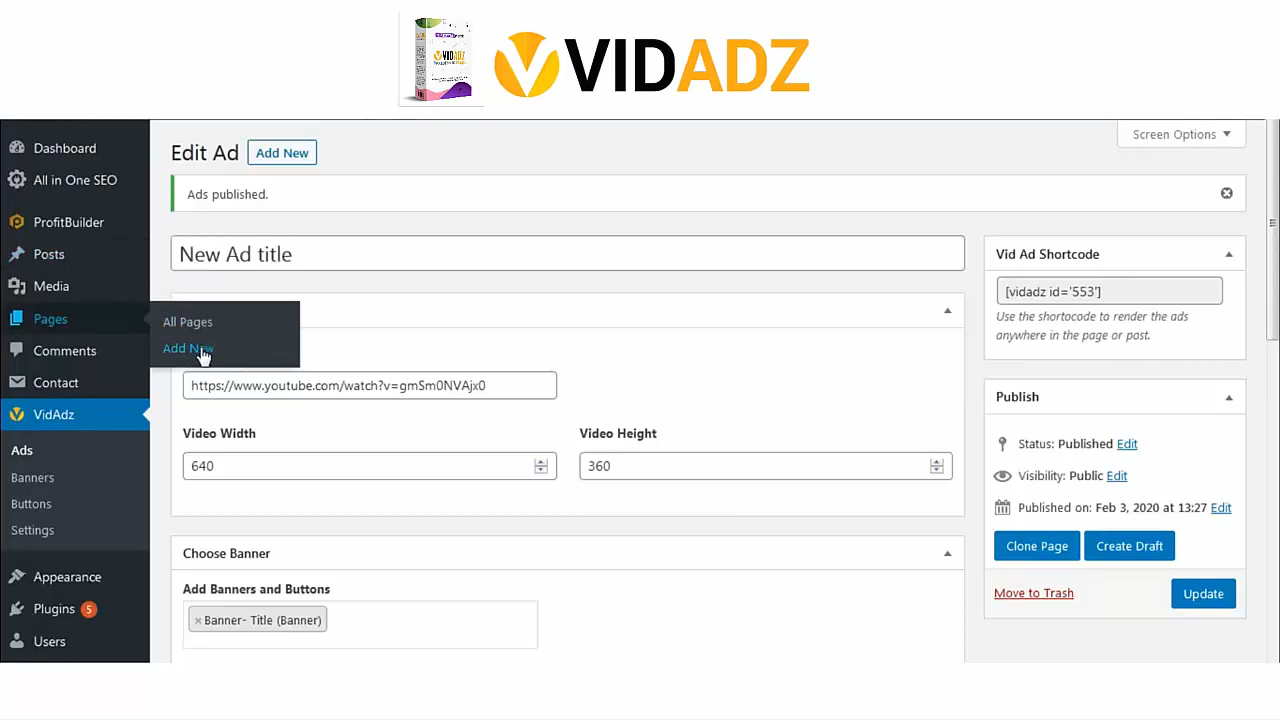 VIDADZ
VIDADZ
Dashboard
All in One SEO
ProfitBuilder
Posts
Media
Pages
Comments
Contact
VidAdz
Ads
Banners
Buttons
Settings
Appearance
Plugins 5
Users
All Pages
Add New
Screen Options
Edit Ad
Add New
Ads published.
New Ad title
https://www.youtube.com/watch?v=gmSm0NVAjx0
Video Width
Video Height
640
360
Choose Banner
Add Banners and Buttons
× Banner- Title (Banner)
Vid Ad Shortcode
[vidadz id='553']
Use the shortocode to render the ads
anywhere in the page or post.
Publish
Status: Published Edit
Visibility: Public Edit
Published on: Feb 3, 2020 at 13:27 Edit
Clone Page
Create Draft
Move to Trash
Update